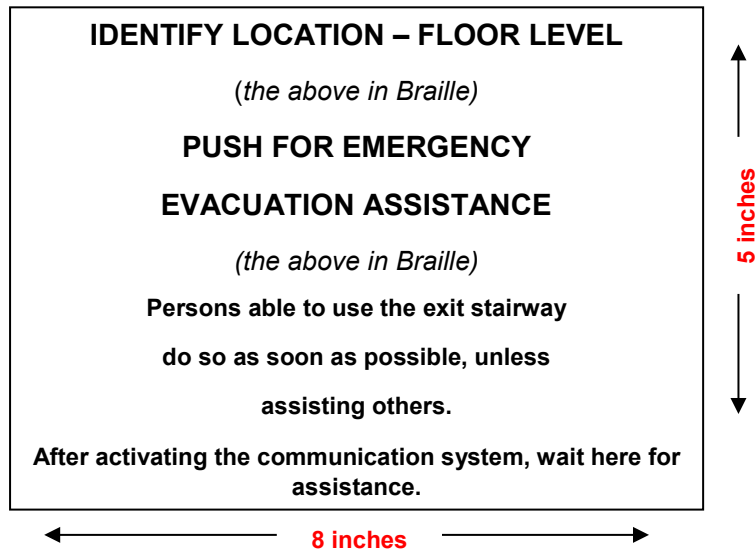 IDENTIFY LOCATION – FLOOR LEVEL
(the above in Braille)
PUSH FOR EMERGENCY
EVACUATION ASSISTANCE
(the above in Braille)
Persons able to use the exit stairway
do so as soon as possible, unless
assisting others.
After activating the communication system, wait here for
assistance.
5 inches
8 inches